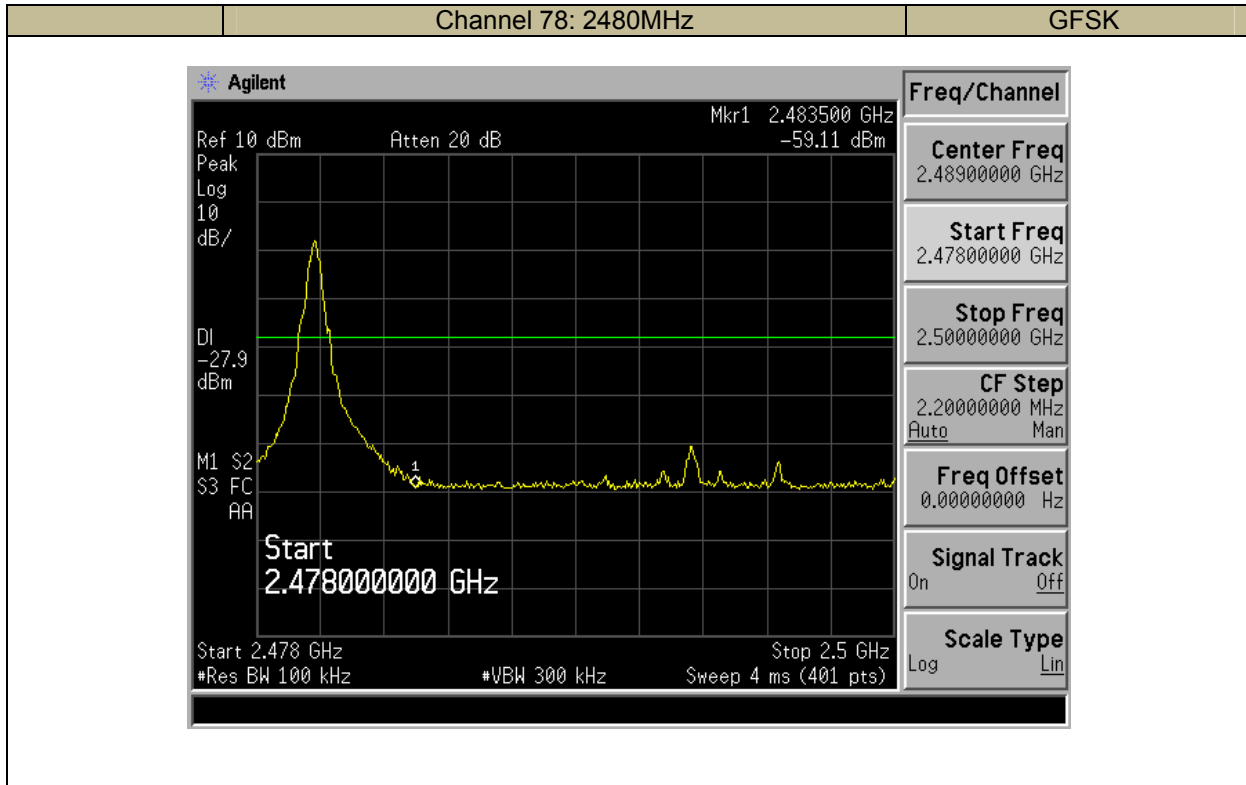 Channel 78: 2480MHz GFSK
Agilent
Freq/Channel
Mkr1 2.483500 GHz
Ref 10 dBm Atten 20 dB -59.11 dBm
Peak
Log
10
dB/
DI
-27.9
dBm
M1 S2
S3 FC
AA
1
Start
2.478000000 GHz
Start 2.478 GHz Stop 2.5 GHz
#Res BW 100 kHz #VBW 300 kHz Sweep 4 ms (401 pts)
Center Freq
2.48900000 GHz
Start Freq
2.47800000 GHz
Stop Freq
2.50000000 GHz
CF Step
2.20000000 MHz
Auto Man
Freq Offset
0.00000000 Hz
Signal Track
On Off
Scale Type
Log Lin